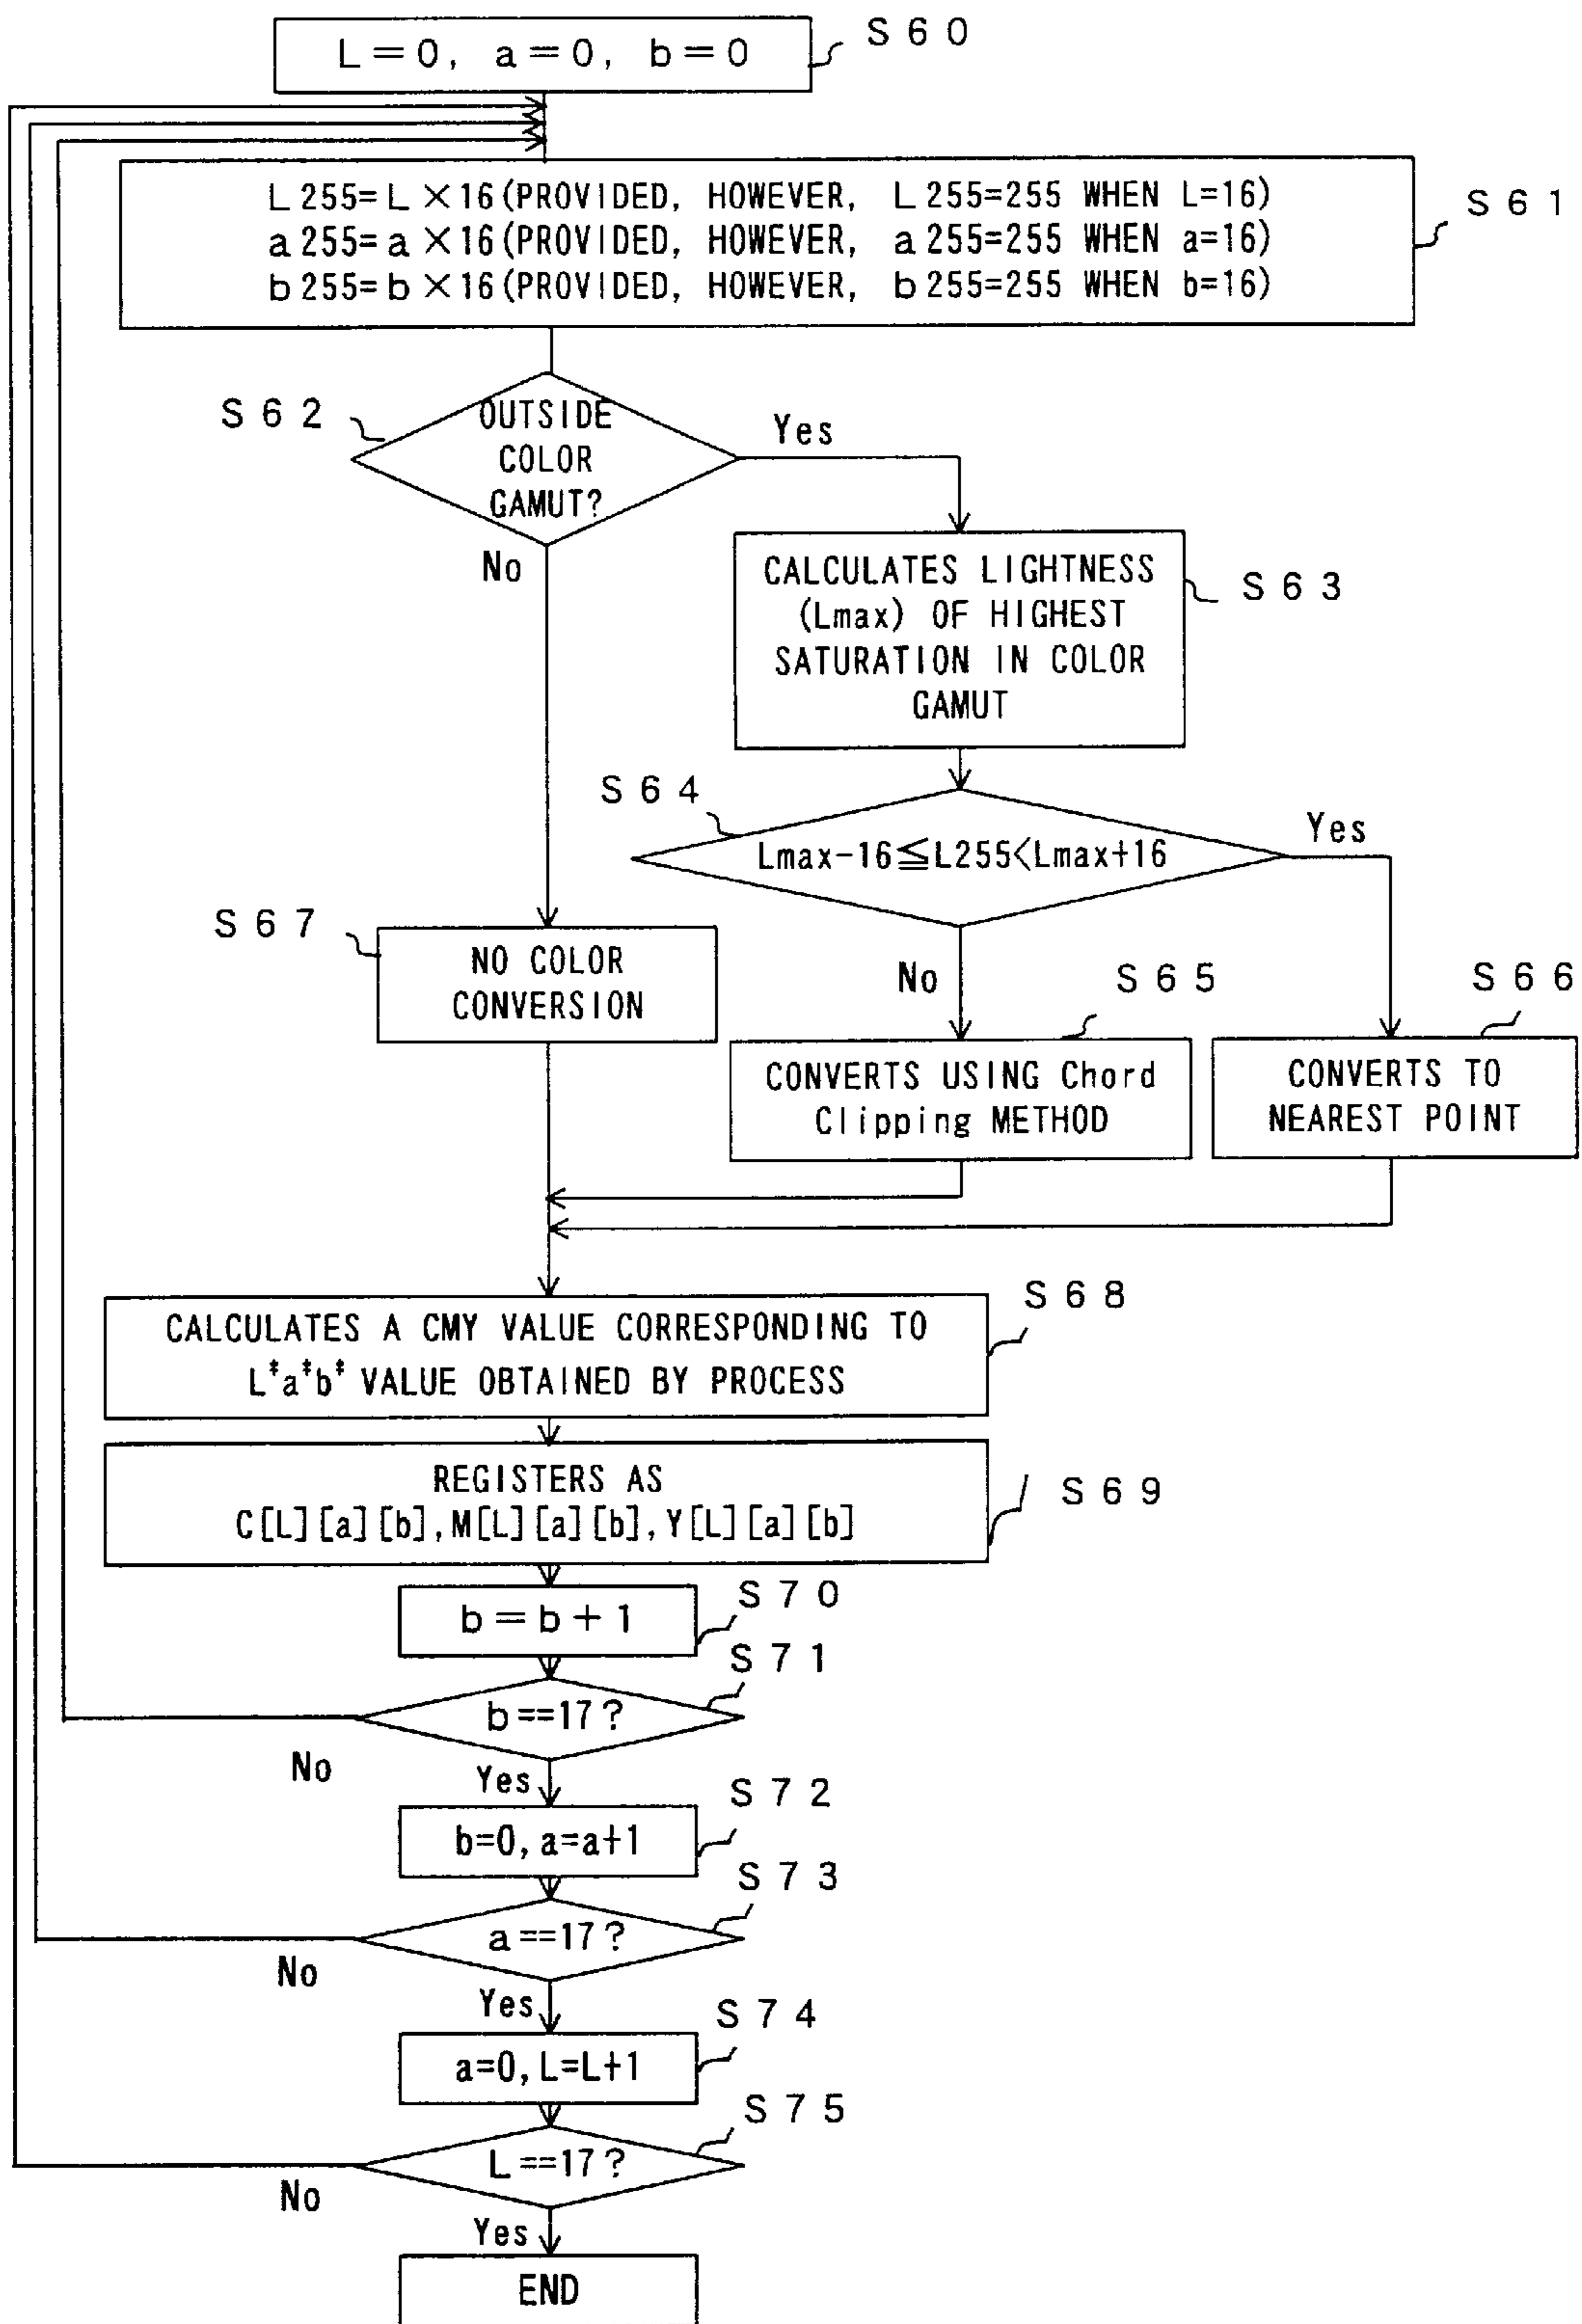 L=0, a=0, b=0
S60
L255=L×16(PROVIDED, HOWEVER, L255=255 WHEN L=16)
a255=a×16(PROVIDED, HOWEVER, a255=255 WHEN a=16)
b255=b×16(PROVIDED, HOWEVER, b255=255 WHEN b=16)
S61
S62
OUTSIDE
COLOR
GAMUT?
Yes
No
CALCULATES LIGHTNESS
(Lmax) OF HIGHEST
SATURATION IN COLOR
GAMUT
S63
S64
Lmax-16≦L255<Lmax+16
Yes
No
S67
NO COLOR
CONVERSION
S65
CONVERTS USING Chord
Clipping METHOD
S66
CONVERTS TO
NEAREST POINT
CALCULATES A CMY VALUE CORRESPONDING TO
L*a*b* VALUE OBTAINED BY PROCESS
S68
REGISTERS AS
C[L][a][b],M[L][a][b],Y[L][a][b]
S69
b=b+1
S70
S71
b==17?
No
Yes
S72
b=0,a=a+1
S73
a==17?
No
Yes
S74
a=0,L=L+1
S75
L==17?
No
Yes
END